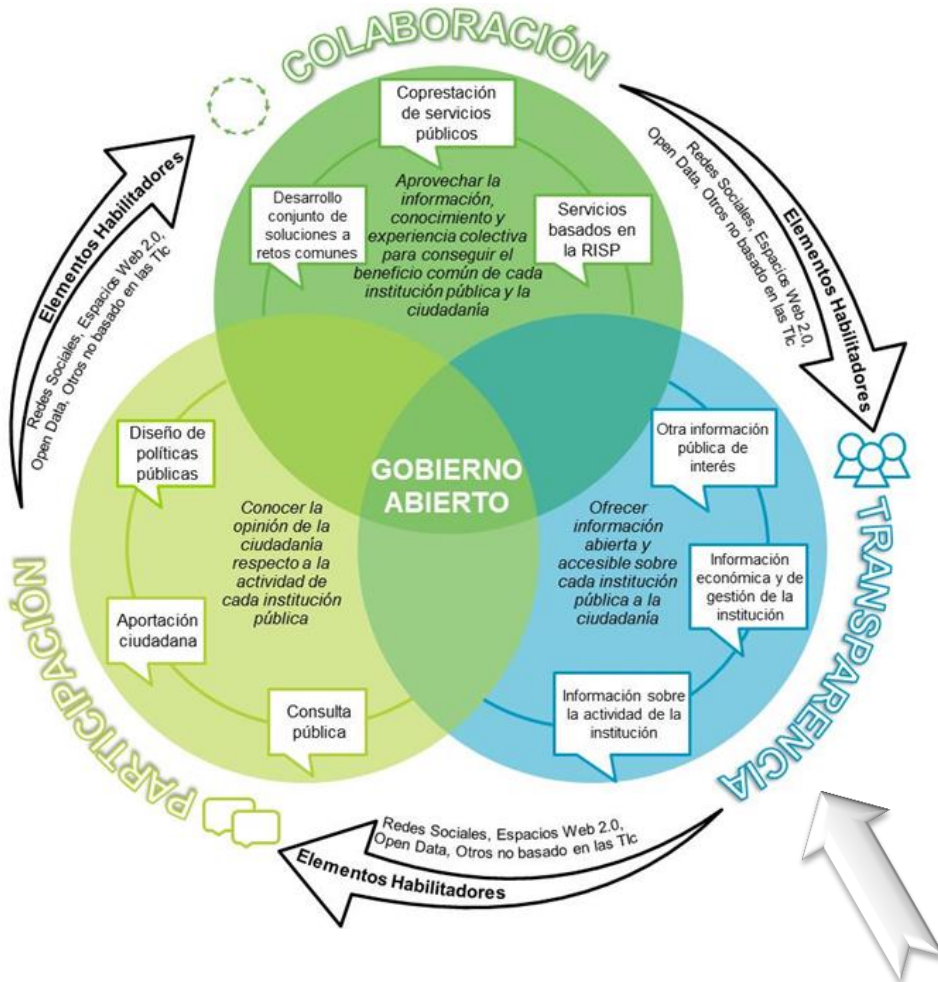 COLABORACIÓN
Coprestación
de servicios
públicos
Desarrollo
conjunto de
soluciones a
retos comunes
Aprovechar la
información,
conocimiento y
experiencia colectiva
para conseguir el
beneficio común de cada
institución pública y la
ciudadanía
Servicios
basados en
la RISP
Elementos Habilitadores
Redes Sociales, Espacios Web 2.0,
Open Data, Otros no basado en las TIc
Elementos Habilitadores
Redes Sociales, Espacios Web 2.0,
Open Data, Otros no basado en las TIc
GOBIERNO
ABIERTO
PARTICIPACIÓN
Diseño de
políticas
públicas
Conocer la
opinión de la
ciudadanía
respecto a la
actividad de
cada institución
pública
Aportación
ciudadana
Consulta
pública
TRANSPARENCIA
Otra información
pública de
interés
Ofrecer
información
abierta y
accesible sobre
cada institución
pública a la
ciudadanía
Información
económica y de
gestión de la
institución
Información sobre
la actividad de la
institución
Redes Sociales, Espacios Web 2.0,
Open Data, Otros no basado en las TIc
Elementos Habilitadores